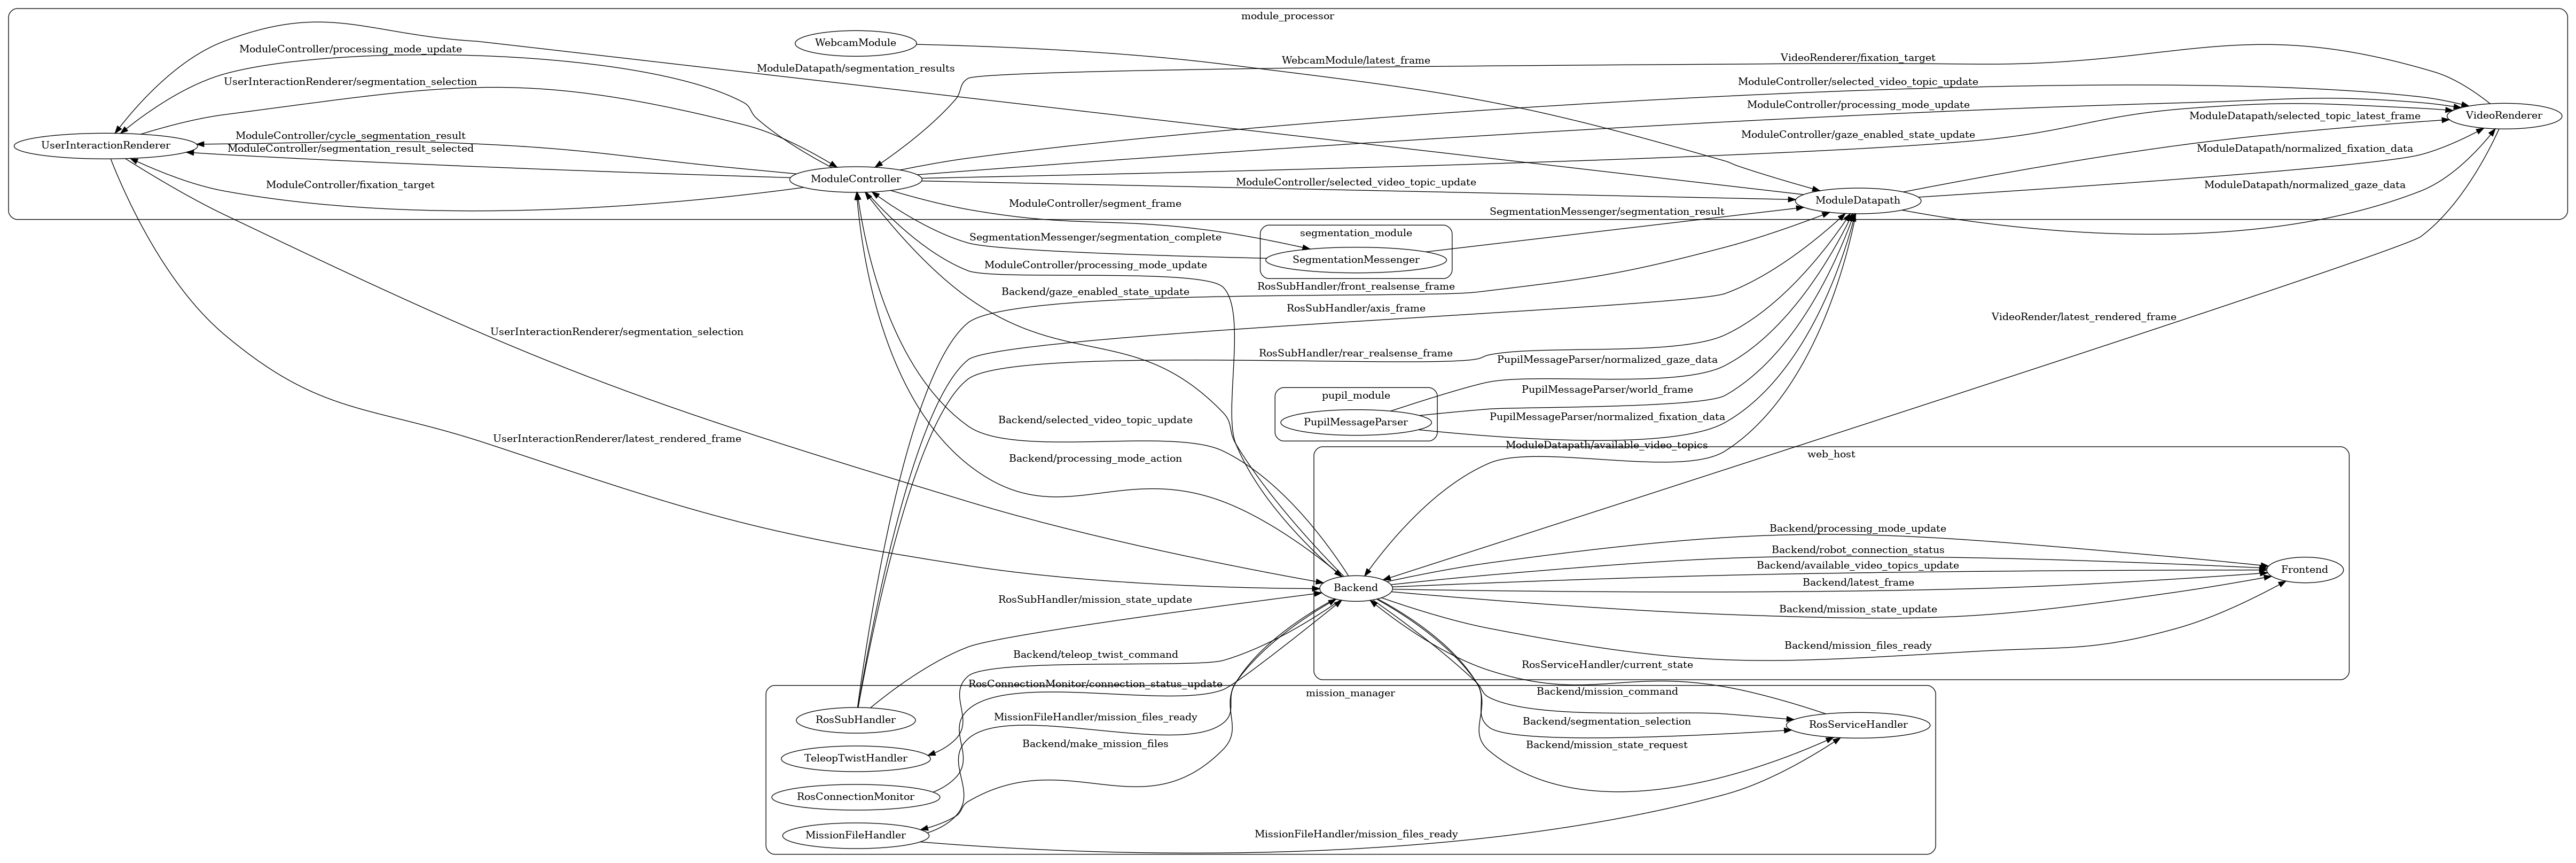 module_processor
WebcamModule
ModuleController/processing_mode_update
VideoRenderer/fixation_target
WebcamModule/latest_frame
ModuleDatapath/segmentation_results
UserInteractionRenderer/segmentation_selection
ModuleController/selected_video_topic_update
ModuleController/processing_mode_update
ModuleDatapath/selected_topic_latest_frame
VideoRenderer
ModuleController/cycle_segmentation_result
ModuleController/gaze_enabled_state_update
UserInteractionRenderer
ModuleController/segmentation_result_selected
ModuleDatapath/normalized_fixation_data
ModuleController
ModuleController/selected_video_topic_update
ModuleController/fixation_target
ModuleDatapath/normalized_gaze_data
ModuleDatapath
ModuleController/segment_frame
SegmentationMessenger/segmentation_result
segmentation_module
SegmentationMessenger/segmentation_complete
SegmentationMessenger
ModuleController/processing_mode_update
RosSubHandler/front_realsense_frame
Backend/gaze_enabled_state_update
RosSubHandler/axis_frame
VideoRender/latest_rendered_frame
UserInteractionRenderer/segmentation_selection
RosSubHandler/rear_realsense_frame
PupilMessageParser/normalized_gaze_data
PupilMessageParser/world_frame
pupil_module
PupilMessageParser/normalized_fixation_data
PupilMessageParser
Backend/selected_video_topic_update
UserInteractionRenderer/latest_rendered_frame
ModuleDatapath/available_video_topics
web_host
Backend/processing_mode_action
Backend/processing_mode_update
Backend/robot_connection_status
Backend/available_video_topics_update
Frontend
Backend/latest_frame
Backend
RosSubHandler/mission_state_update
Backend/mission_state_update
Backend/mission_files_ready
Backend/teleop_twist_command
RosServiceHandler/current_state
RosConnectionMonitor/connection_status_update
mission_manager
Backend/mission_command
MissionFileHandler/mission_files_ready
RosSubHandler
Backend/segmentation_selection
RosServiceHandler
Backend/make_mission_files
Backend/mission_state_request
TeleopTwistHandler
RosConnectionMonitor
MissionFileHandler
MissionFileHandler/mission_files_ready